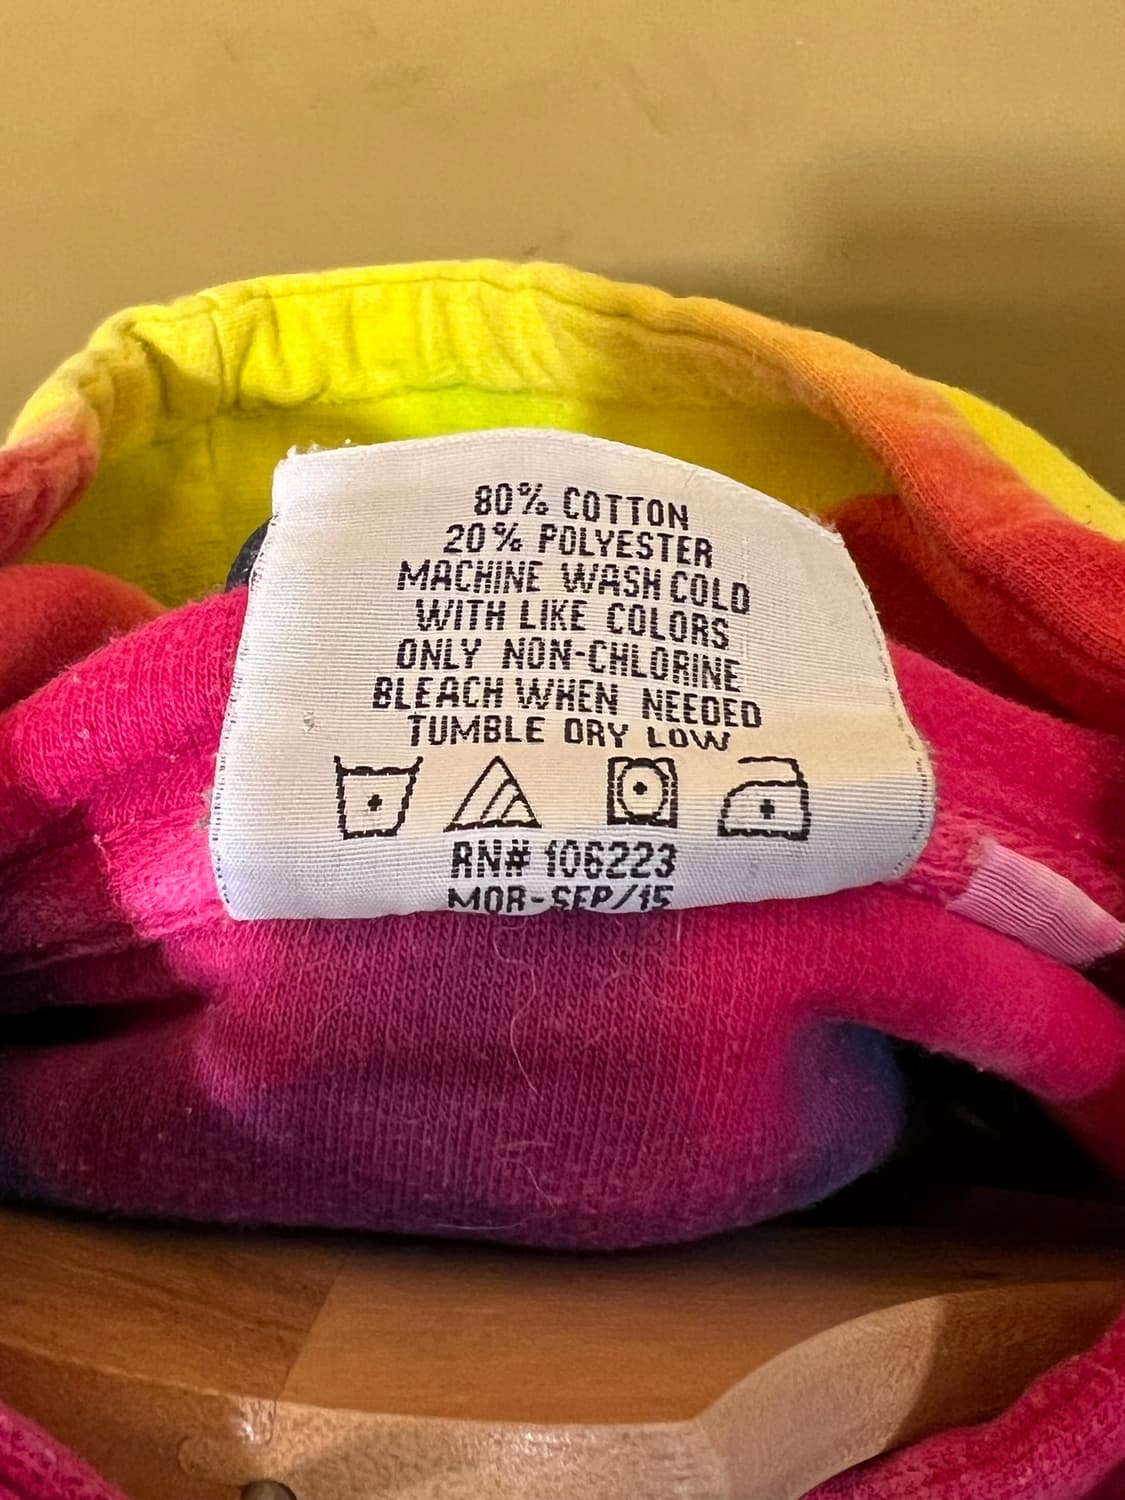 80% COTTON
20% POLYESTER
MACHINE WASH COLD
WITH LIKE COLORS
ONLY NON-CHLORINE
BLEACH WHEN NEEDED
TUMBLE DRY LOW
RN# 106223
MOR-SEP/15